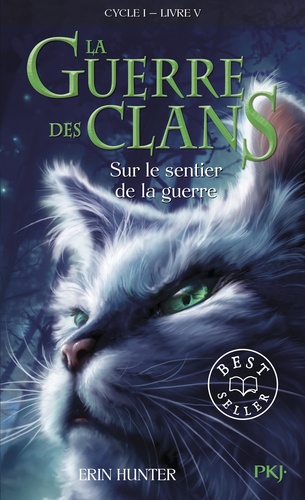 CYCLE I – LIVRE V
LA
GUERRE
DES CLANS
Sur le sentier
de la guerre
BEST
SELLER
ERIN HUNTER
PKJ·